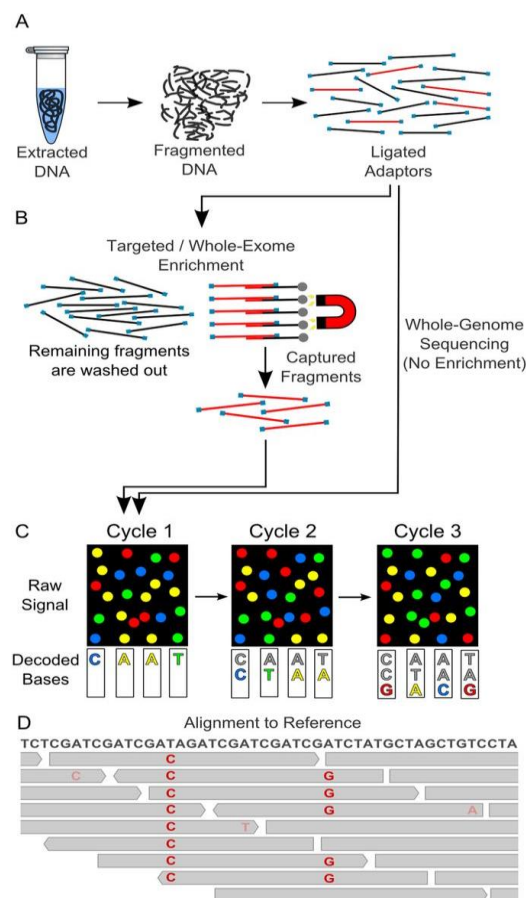 A
Extracted
DNA
Fragmented
DNA
Ligated
Adaptors
B
Targeted / Whole-Exome
Enrichment
Remaining fragments
are washed out
Captured
Fragments
Whole-Genome
Sequencing
(No Enrichment)
C
Cycle 1
Cycle 2
Cycle 3
Raw
Signal
Decoded
Bases
C A A T
C A A T
C T A A
C A A T
C T A A
G A C G
D
Alignment to Reference
TCTCGATCGATCGATAGATCGATCGATCGATCTATGCTAGCTGTCCTA
C
C C G
C G
C G A
C T
C
C G
C G